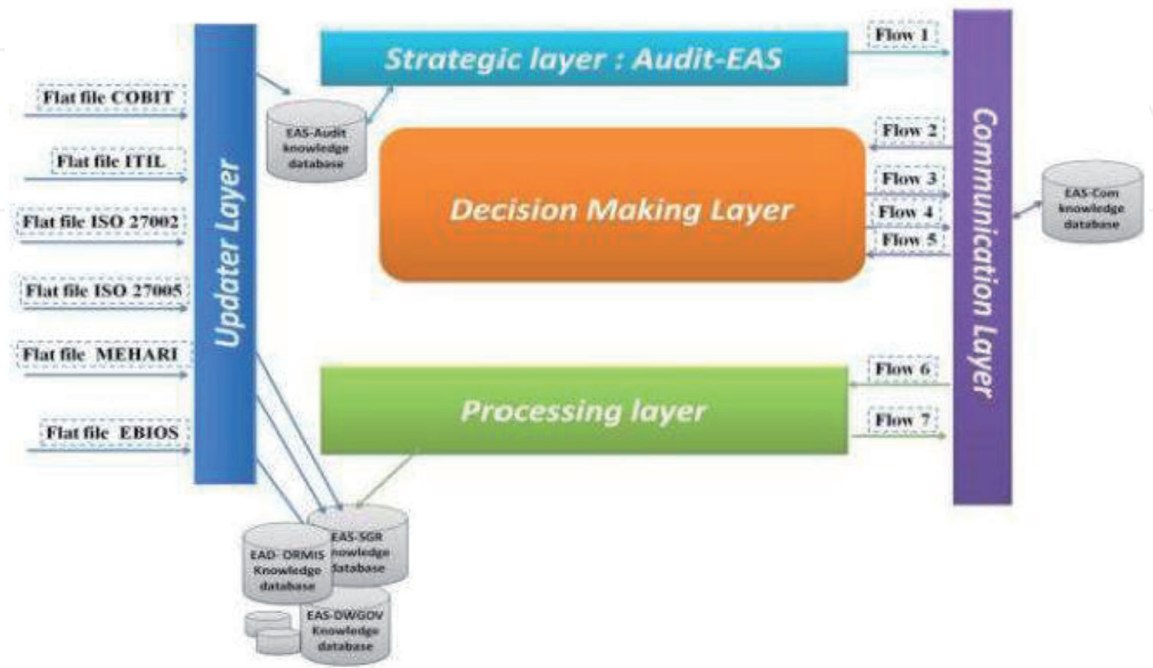 Flow 1
Strategic layer : Audit-EAS
Flat file COBIT
EAS-Audit
knowledge
database
Flow 2
Flat file ITIL
Flow 3
Decision Making Layer
Flow 4
EAS-Com
knowledge
database
Flat file ISO 27002
Flow 5
Updater Layer
Communication Layer
Flat file ISO 27005
Flat file MEHARI
Flow 6
Processing layer
Flow 7
Flat file EBIOS
EAS-SGR
knowledge
database
EAD- ORMIS
Knowledge
database
EAS-DWGOV
Knowledge
database